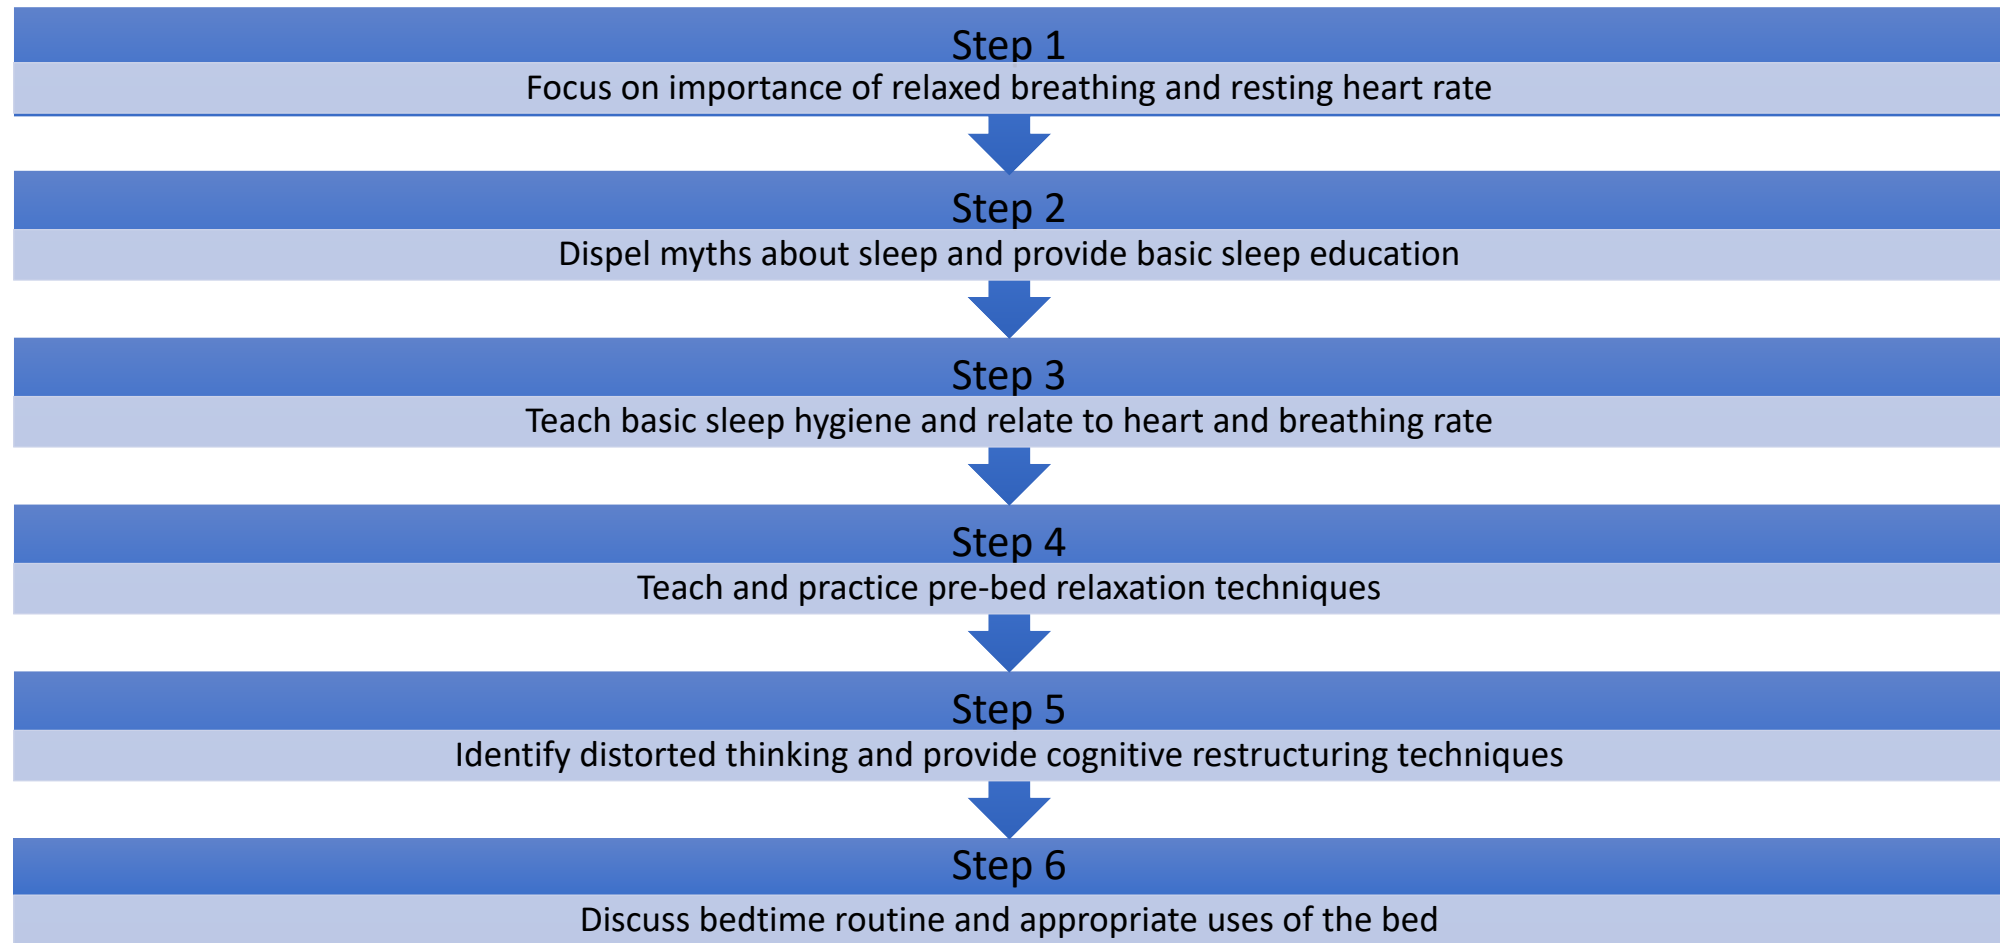 Step 1
Focus on importance of relaxed breathing and resting heart rate
Step 2
Dispel myths about sleep and provide basic sleep education
Step 3
Teach basic sleep hygiene and relate to heart and breathing rate
Step 4
Teach and practice pre-bed relaxation techniques
Step 5
Identify distorted thinking and provide cognitive restructuring techniques
Step 6
Discuss bedtime routine and appropriate uses of the bed